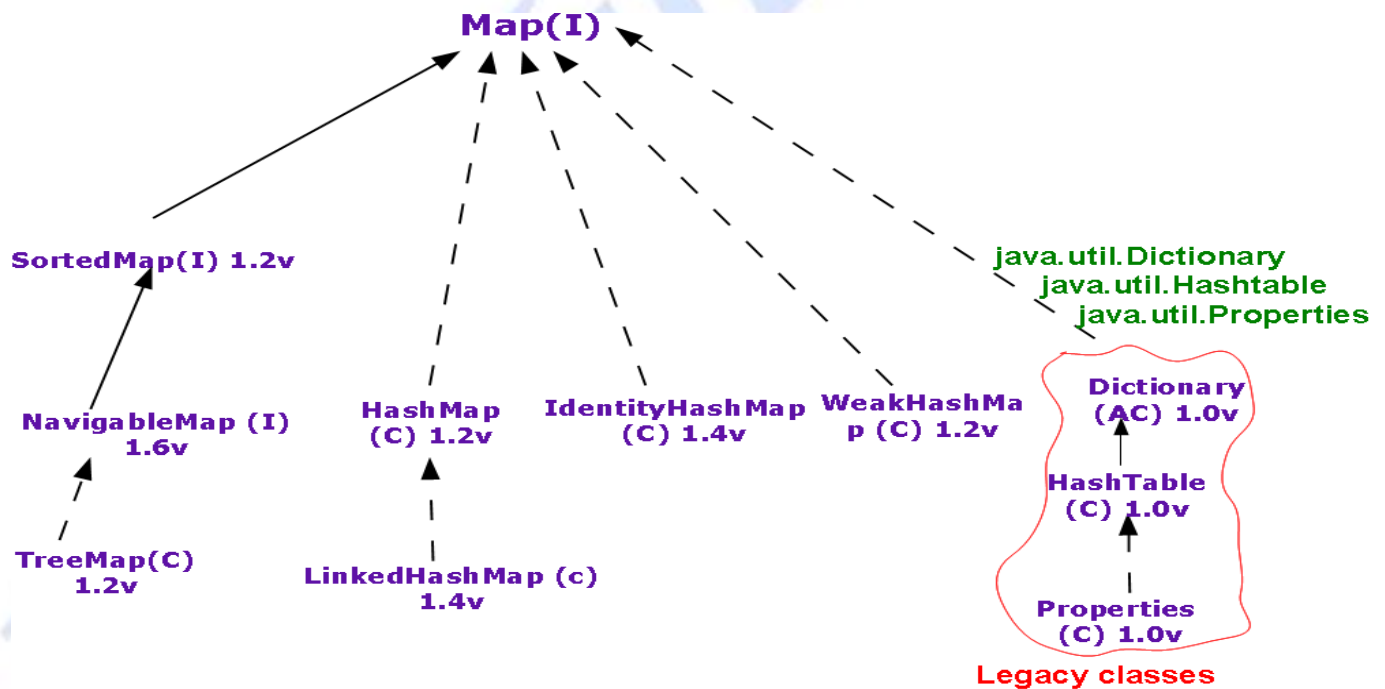 Map(I)
SortedMap(I) 1.2v
java.util.Dictionary
java.util.Hashtable
java.util.Properties
NavigableMap (I)
1.6v
HashMap
(C) 1.2v
IdentityHashMap
(C) 1.4v
WeakHashMa
p (C) 1.2v
Dictionary
(AC) 1.0v
HashTable
(C) 1.0v
TreeMap(C)
1.2v
LinkedHashMap (c)
1.4v
Properties
(C) 1.0v
Legacy classes